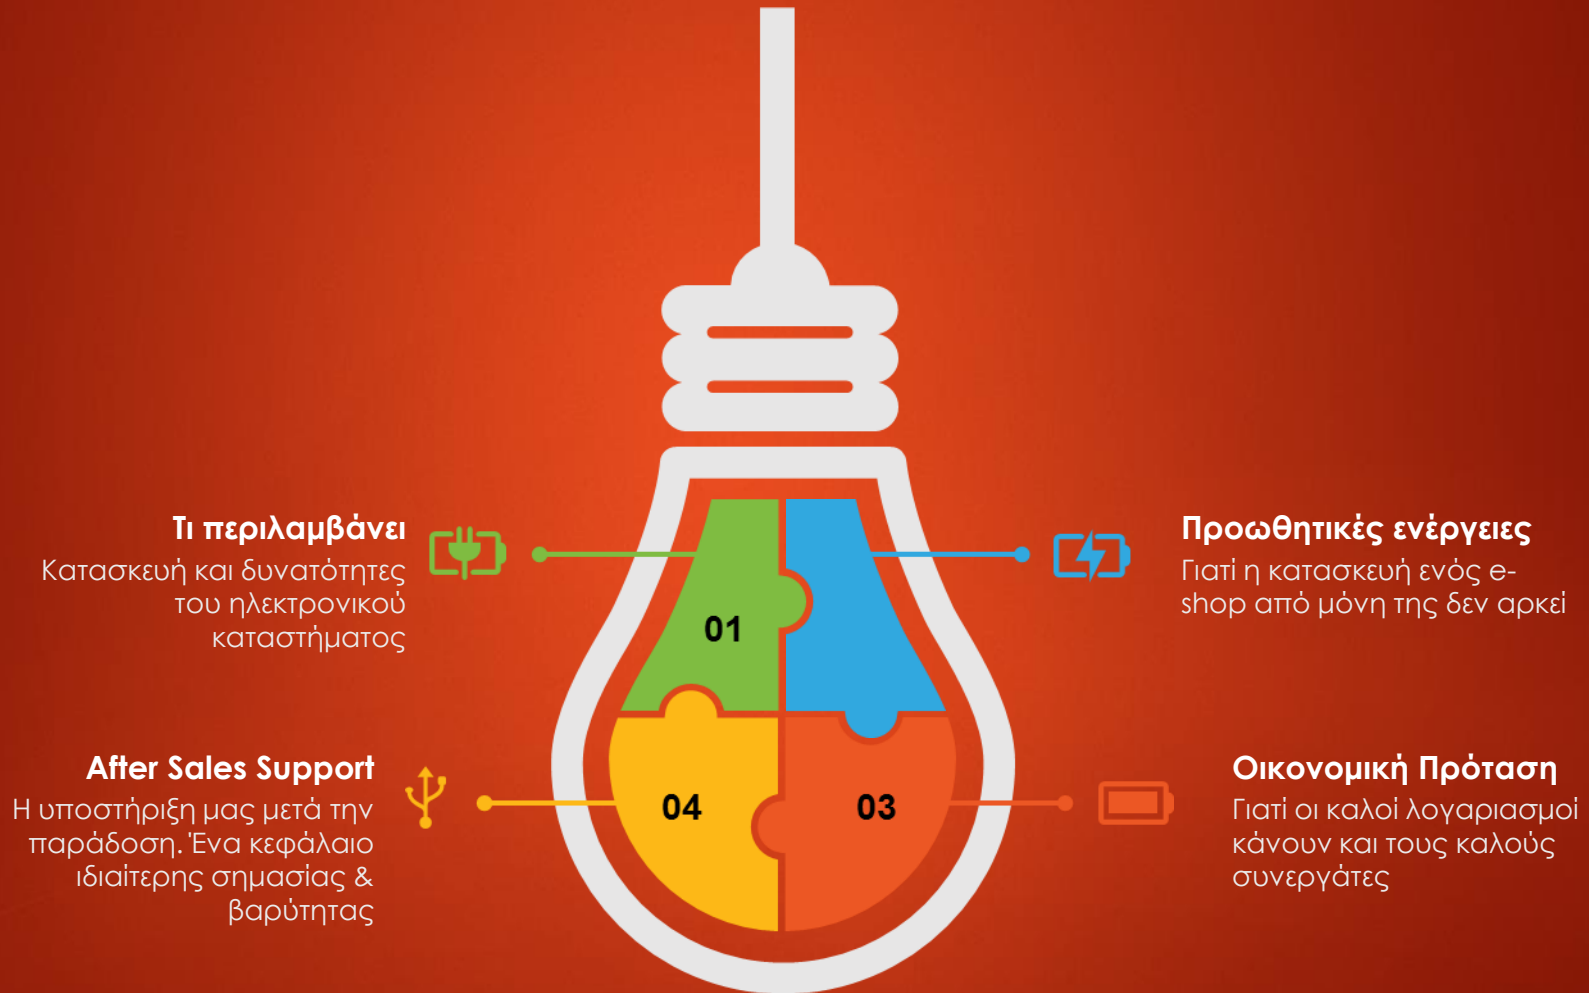 Τι περιλαμβάνει
Κατασκευή και δυνατότητες
του ηλεκτρονικού
καταστήματος
Προωθητικές ενέργειες
Γιατί η κατασκευή ενός e-
shop από μόνη της δεν αρκεί
01
After Sales Support
Η υποστήριξη μας μετά την
παράδοση. Ένα κεφάλαιο
ιδιαίτερης σημασίας &
βαρύτητας
04
03
Οικονομική Πρόταση
Γιατί οι καλοί λογαριασμοί
κάνουν και τους καλούς
συνεργάτες